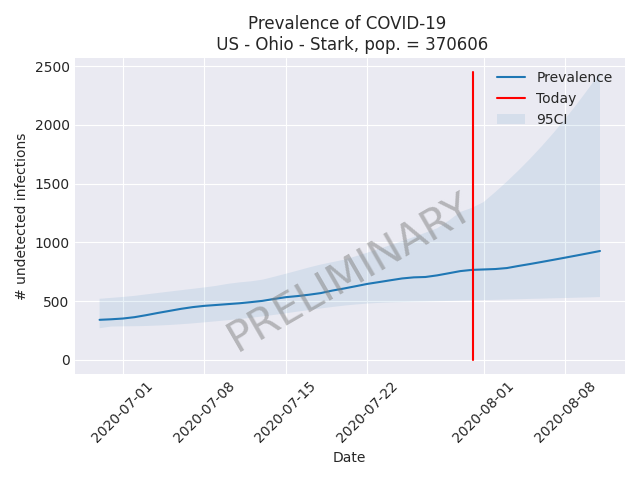 Prevalence of COVID-19
US - Ohio - Stark, pop. = 370606
2500
2000
1500
1000
500
0
# undetected infections
Prevalence
Today
95CI
PRELIMINARY
2020-07-01
2020-07-08
2020-07-15
2020-07-22
2020-08-01
2020-08-08
Date